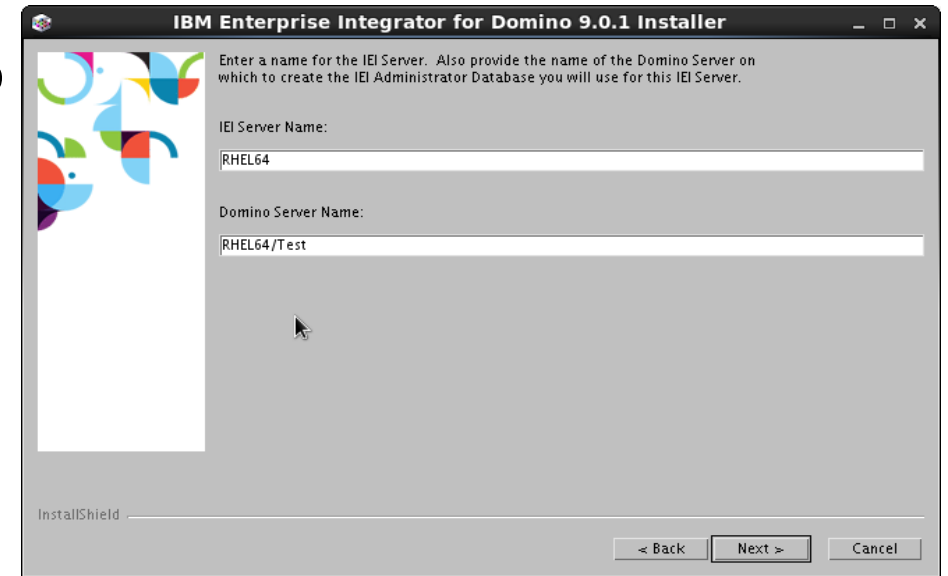 IBM Enterprise Integrator for Domino 9.0.1 Installer
Enter a name for the IEI Server.  Also provide the name of the Domino Server on
which to create the IEI Administrator Database you will use for this IEI Server.
IEI Server Name:
RHEL64
Domino Server Name:
RHEL64/Test
InstallShield
< Back
Next >
Cancel